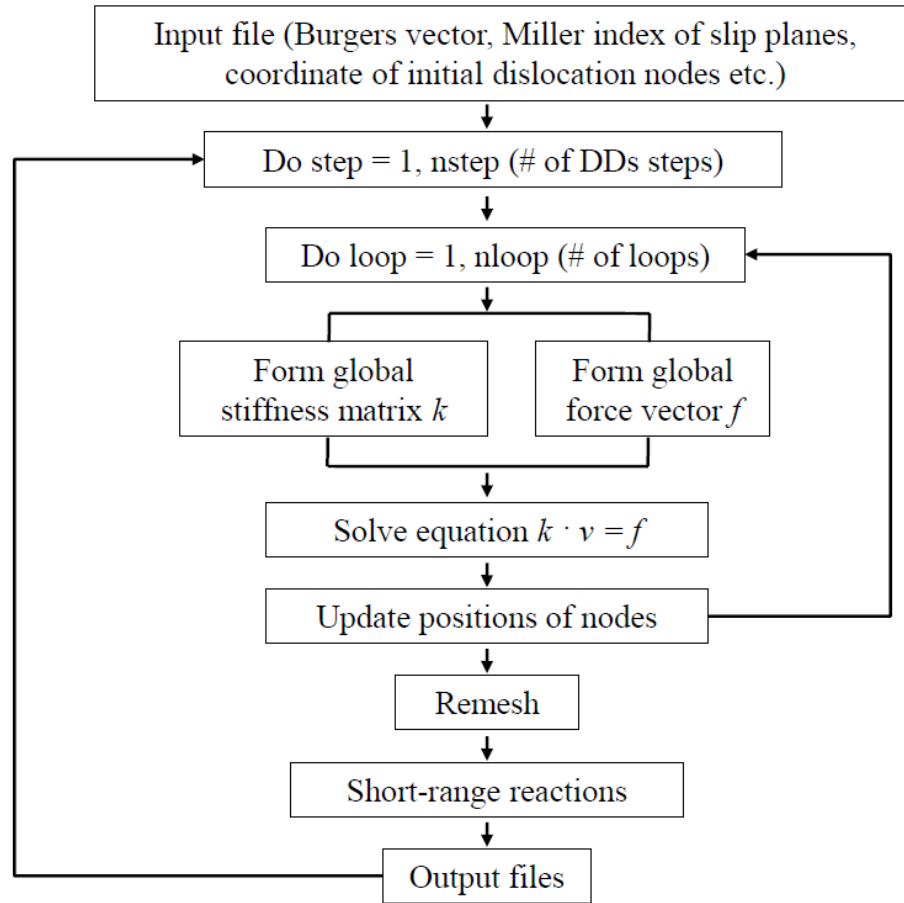 Input file (Burgers vector, Miller index of slip planes,
coordinate of initial dislocation nodes etc.)
Do step = 1, nstep (# of DDs steps)
Do loop = 1, nloop (# of loops)
Form global
stiffness matrix k
Form global
force vector f
Solve equation k · v = f
Update positions of nodes
Remesh
Short-range reactions
Output files